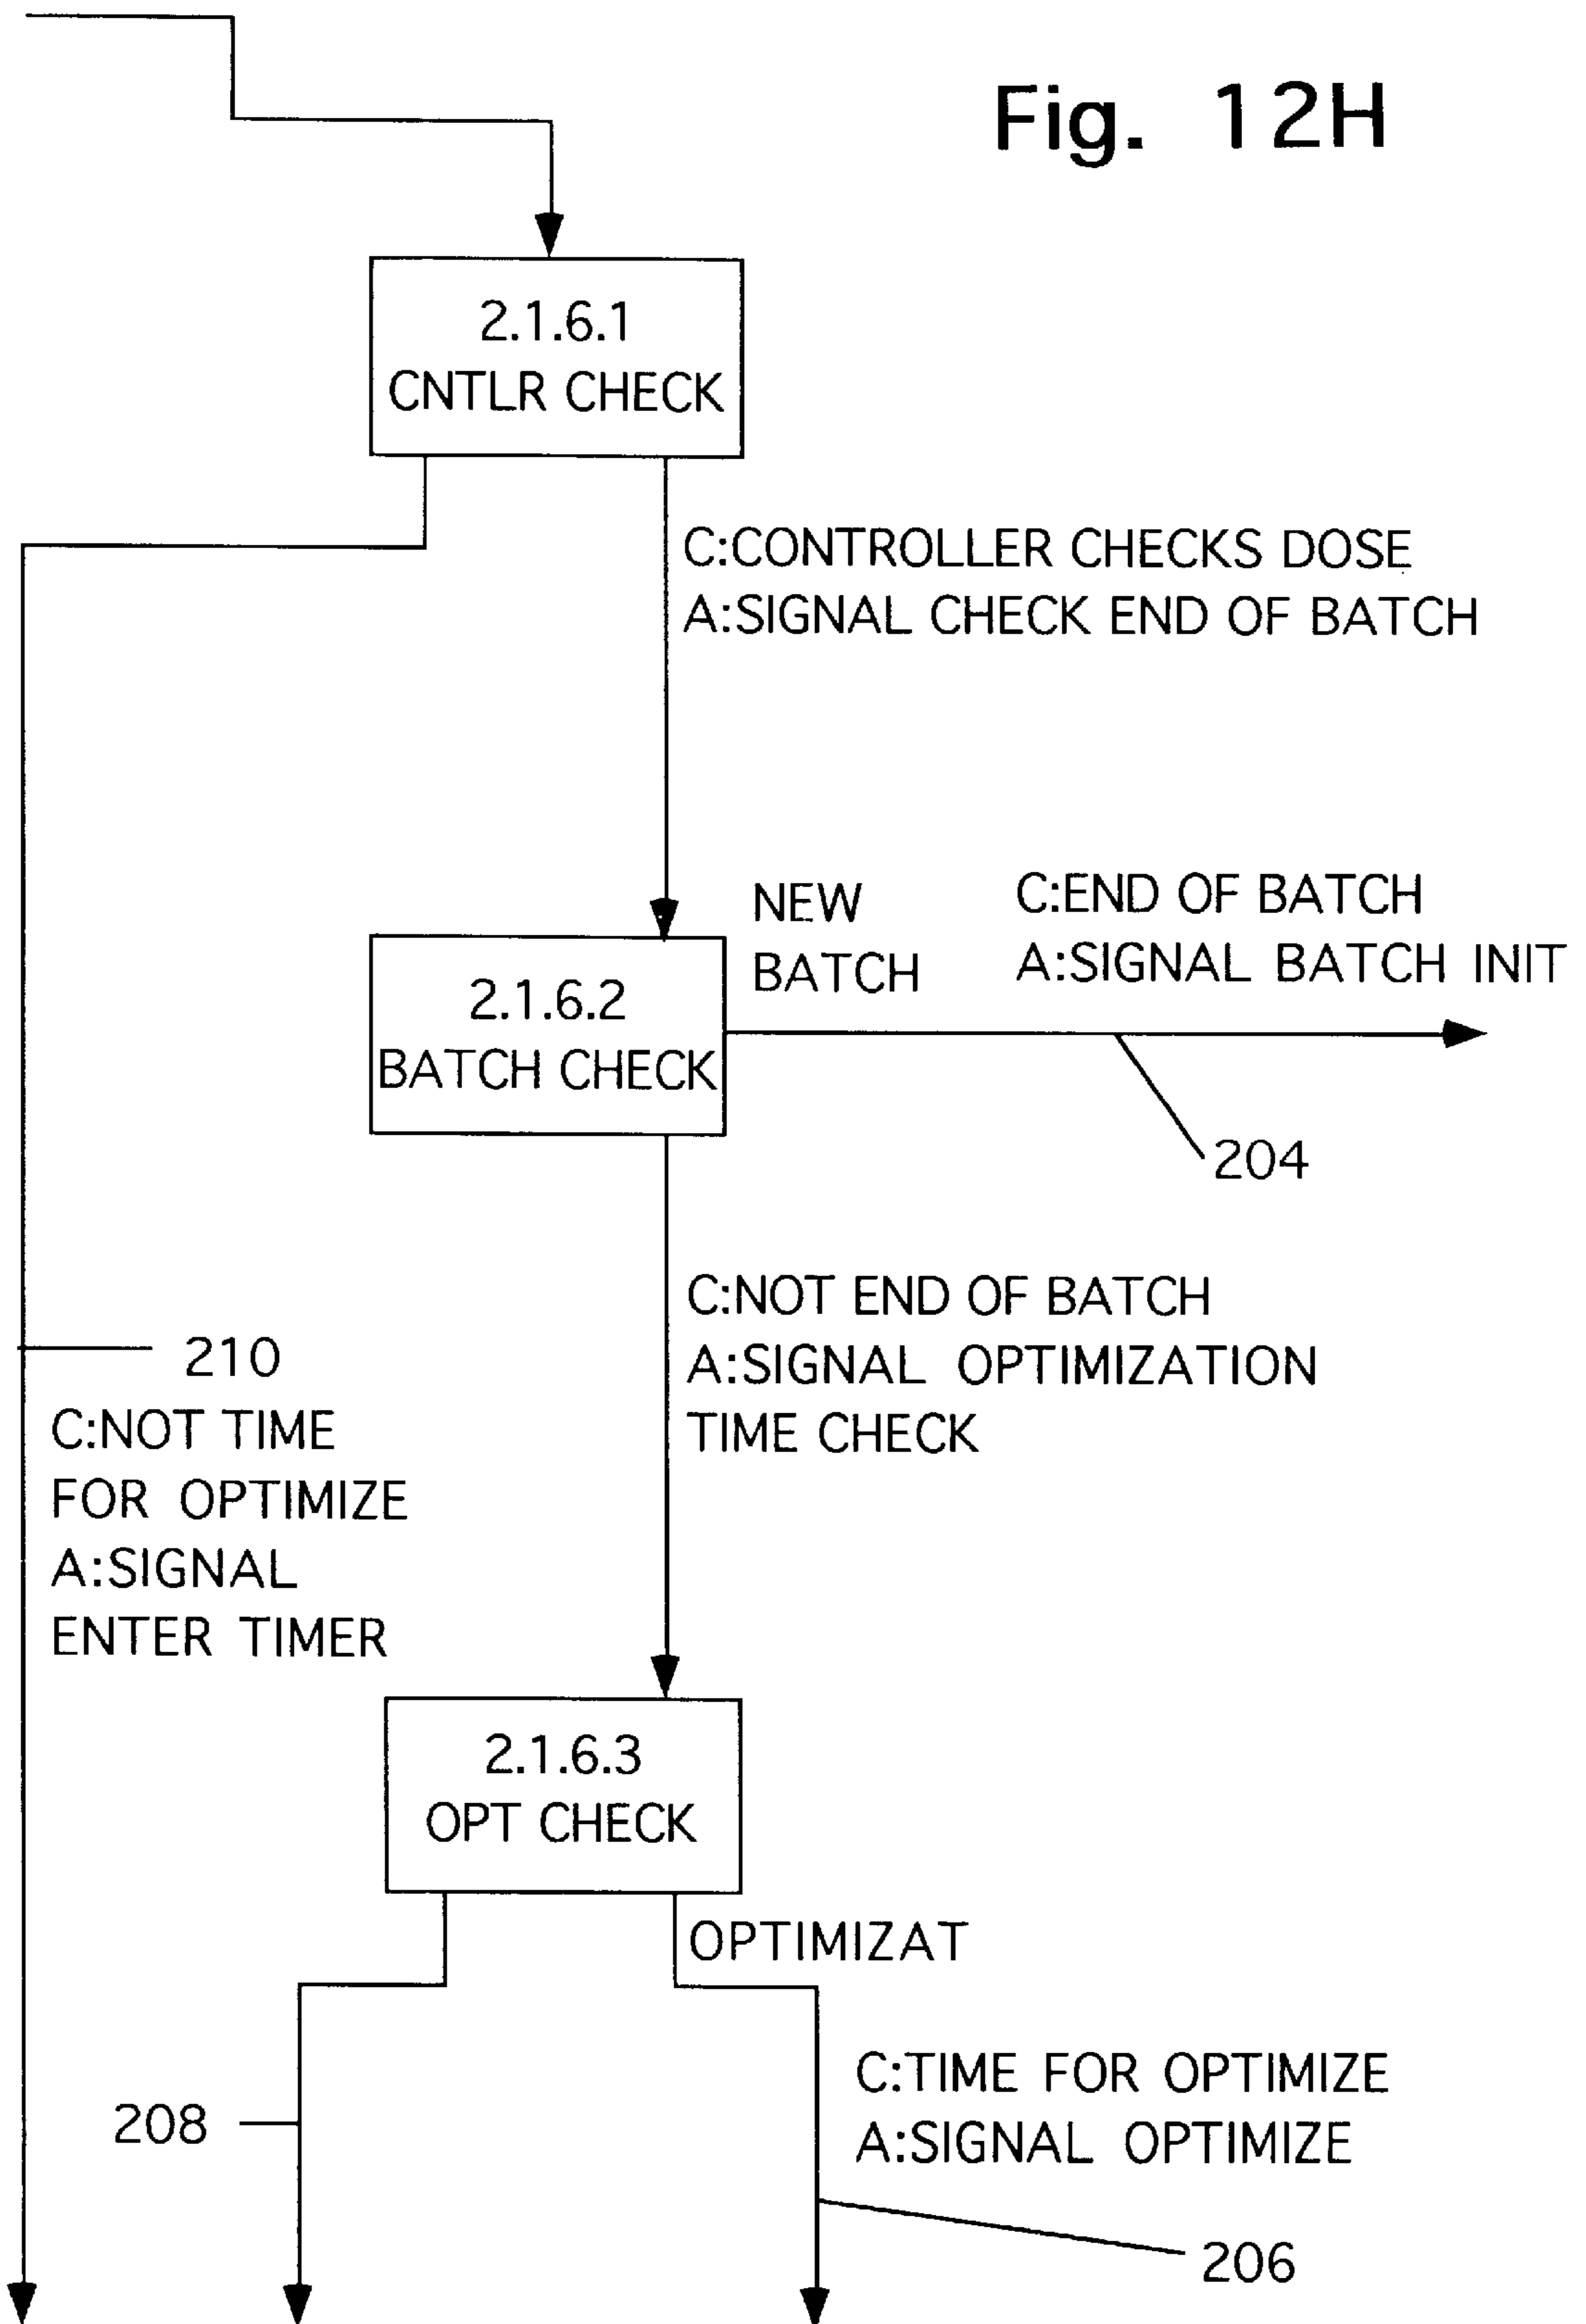 Fig. 12H
2.1.6.1
CNTLR CHECK
C:CONTROLLER CHECKS DOSE
A:SIGNAL CHECK END OF BATCH
NEW
BATCH
C:END OF BATCH
A:SIGNAL BATCH INIT
2.1.6.2
BATCH CHECK
204
C:NOT END OF BATCH
A:SIGNAL OPTIMIZATION
TIME CHECK
210
C:NOT TIME
FOR OPTIMIZE
A:SIGNAL
ENTER TIMER
2.1.6.3
OPT CHECK
OPTIMIZAT
C:TIME FOR OPTIMIZE
A:SIGNAL OPTIMIZE
208
206